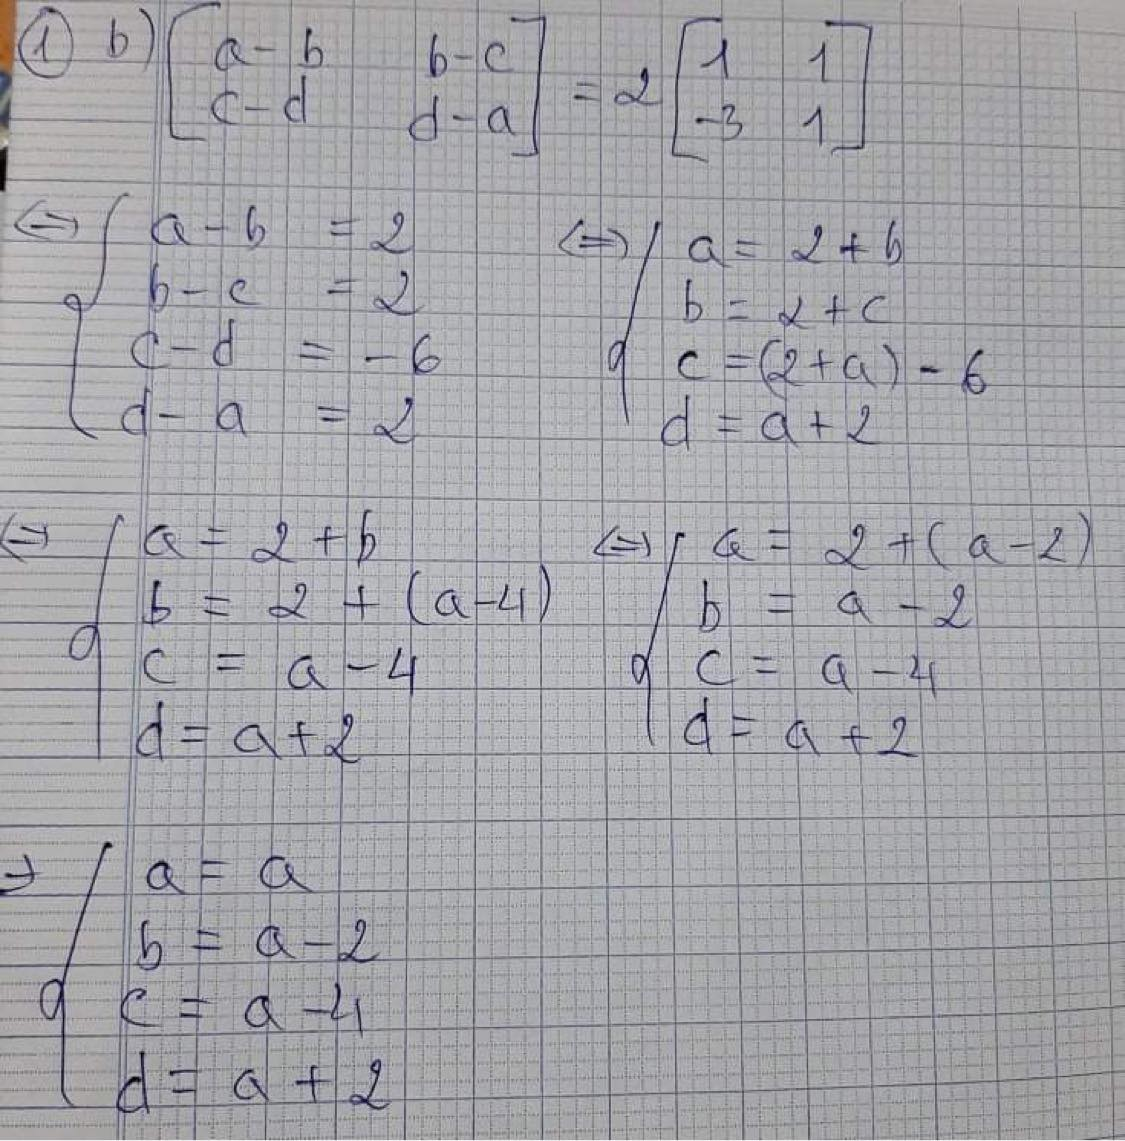 ① b) [ a - b   b - c ] = 2 [ 1   1 ]
[ c - d   d - a ]   [ -3   1 ]
⇔ { a - b = 2
b - c = 2
c - d = - 6
d - a = 2
⇔ { a = 2 + b
b = 2 + c
c = (2 + a) - 6
d = a + 2
⇔ { a = 2 + b
b = 2 + (a - 4)
c = a - 4
d = a + 2
⇔ { a = 2 + (a - 2)
b = a - 2
c = a - 4
d = a + 2
⇒ { a = a
b = a - 2
c = a - 4
d = a + 2